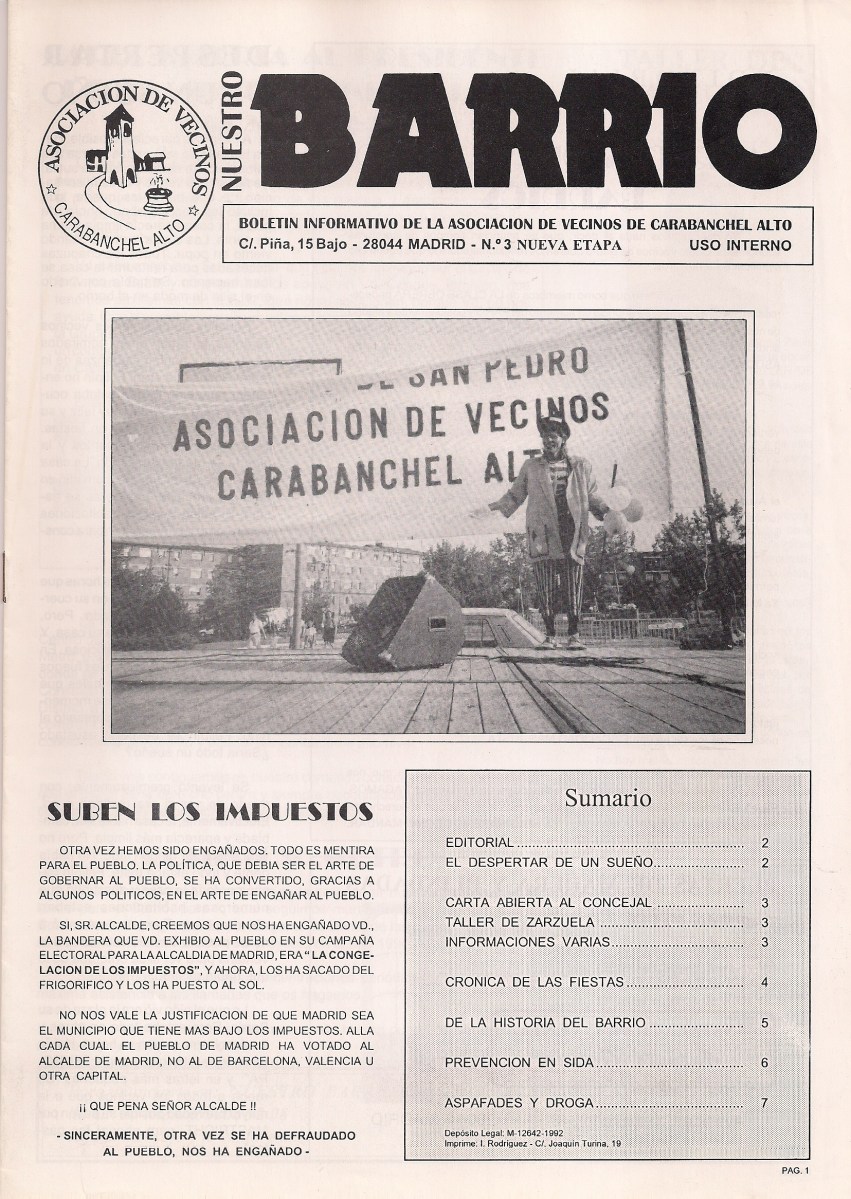 ASOCIACION DE VECINOS
CARABANCHEL ALTO
NUESTRO
BARRIO
BOLETIN INFORMATIVO DE LA ASOCIACION DE VECINOS DE CARABANCHEL ALTO
C/. Piña, 15 Bajo - 28044 MADRID - N.º 3 NUEVA ETAPA USO INTERNO
DE SAN PEDRO
ASOCIACION DE VECINOS
CARABANCHEL ALTO
SUBEN LOS IMPUESTOS
OTRA VEZ HEMOS SIDO ENGAÑADOS. TODO ES MENTIRA
PARA EL PUEBLO. LA POLÍTICA, QUE DEBIA SER EL ARTE DE
GOBERNAR AL PUEBLO, SE HA CONVERTIDO, GRACIAS A
ALGUNOS POLITICOS, EN EL ARTE DE ENGAÑAR AL PUEBLO.
SI, SR. ALCALDE, CREEMOS QUE NOS HA ENGAÑADO VD.,
LA BANDERA QUE VD. EXHIBIO AL PUEBLO EN SU CAMPAÑA
ELECTORAL PARA LA ALCALDIA DE MADRID, ERA " LA CONGE-
LACION DE LOS IMPUESTOS", Y AHORA, LOS HA SACADO DEL
FRIGORIFICO Y LOS HA PUESTO AL SOL.
NO NOS VALE LA JUSTIFICACION DE QUE MADRID SEA
EL MUNICIPIO QUE TIENE MAS BAJO LOS IMPUESTOS. ALLA
CADA CUAL. EL PUEBLO DE MADRID HA VOTADO AL
ALCALDE DE MADRID, NO AL DE BARCELONA, VALENCIA U
OTRA CAPITAL.
¡¡ QUE PENA SEÑOR ALCALDE !!
- SINCERAMENTE, OTRA VEZ SE HA DEFRAUDADO
AL PUEBLO, NOS HA ENGAÑADO -
Sumario
EDITORIAL ................................................ 2
EL DESPERTAR DE UN SUEÑO.................... 2
CARTA ABIERTA AL CONCEJAL .................... 3
TALLER DE ZARZUELA ................................ 3
INFORMACIONES VARIAS............................ 3
CRONICA DE LAS FIESTAS ......................... 4
DE LA HISTORIA DEL BARRIO .................... 5
PREVENCION EN SIDA................................ 6
ASPAFADES Y DROGA................................ 7
Depósito Legal: M-12642-1992
Imprime: I. Rodríguez - C/. Joaquín Turina, 19
PAG. 1